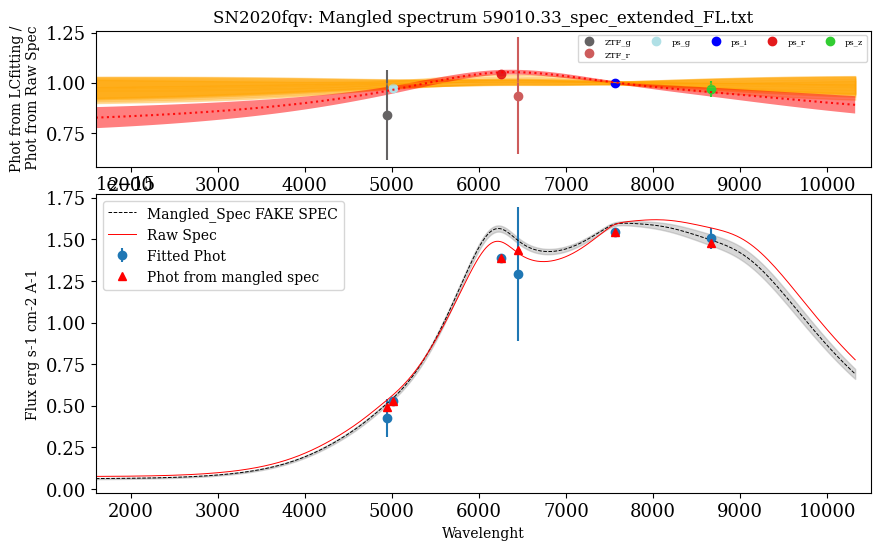 SN2020fqv: Mangled spectrum 59010.33_spec_extended_FL.txt
Phot from LCfitting /
Phot from Raw Spec
1.25
1.00
0.75
ZTF_g
ps_g
ps_i
ps_r
ps_z
ZTF_r
2000 3000 4000 5000 6000 7000 8000 9000 10000
1e−15
1.75
1.50
1.25
1.00
0.75
0.50
0.25
0.00
Flux erg s-1 cm-2 A-1
Mangled_Spec FAKE SPEC
Raw Spec
Fitted Phot
Phot from mangled spec
2000 3000 4000 5000 6000 7000 8000 9000 10000
Wavelenght